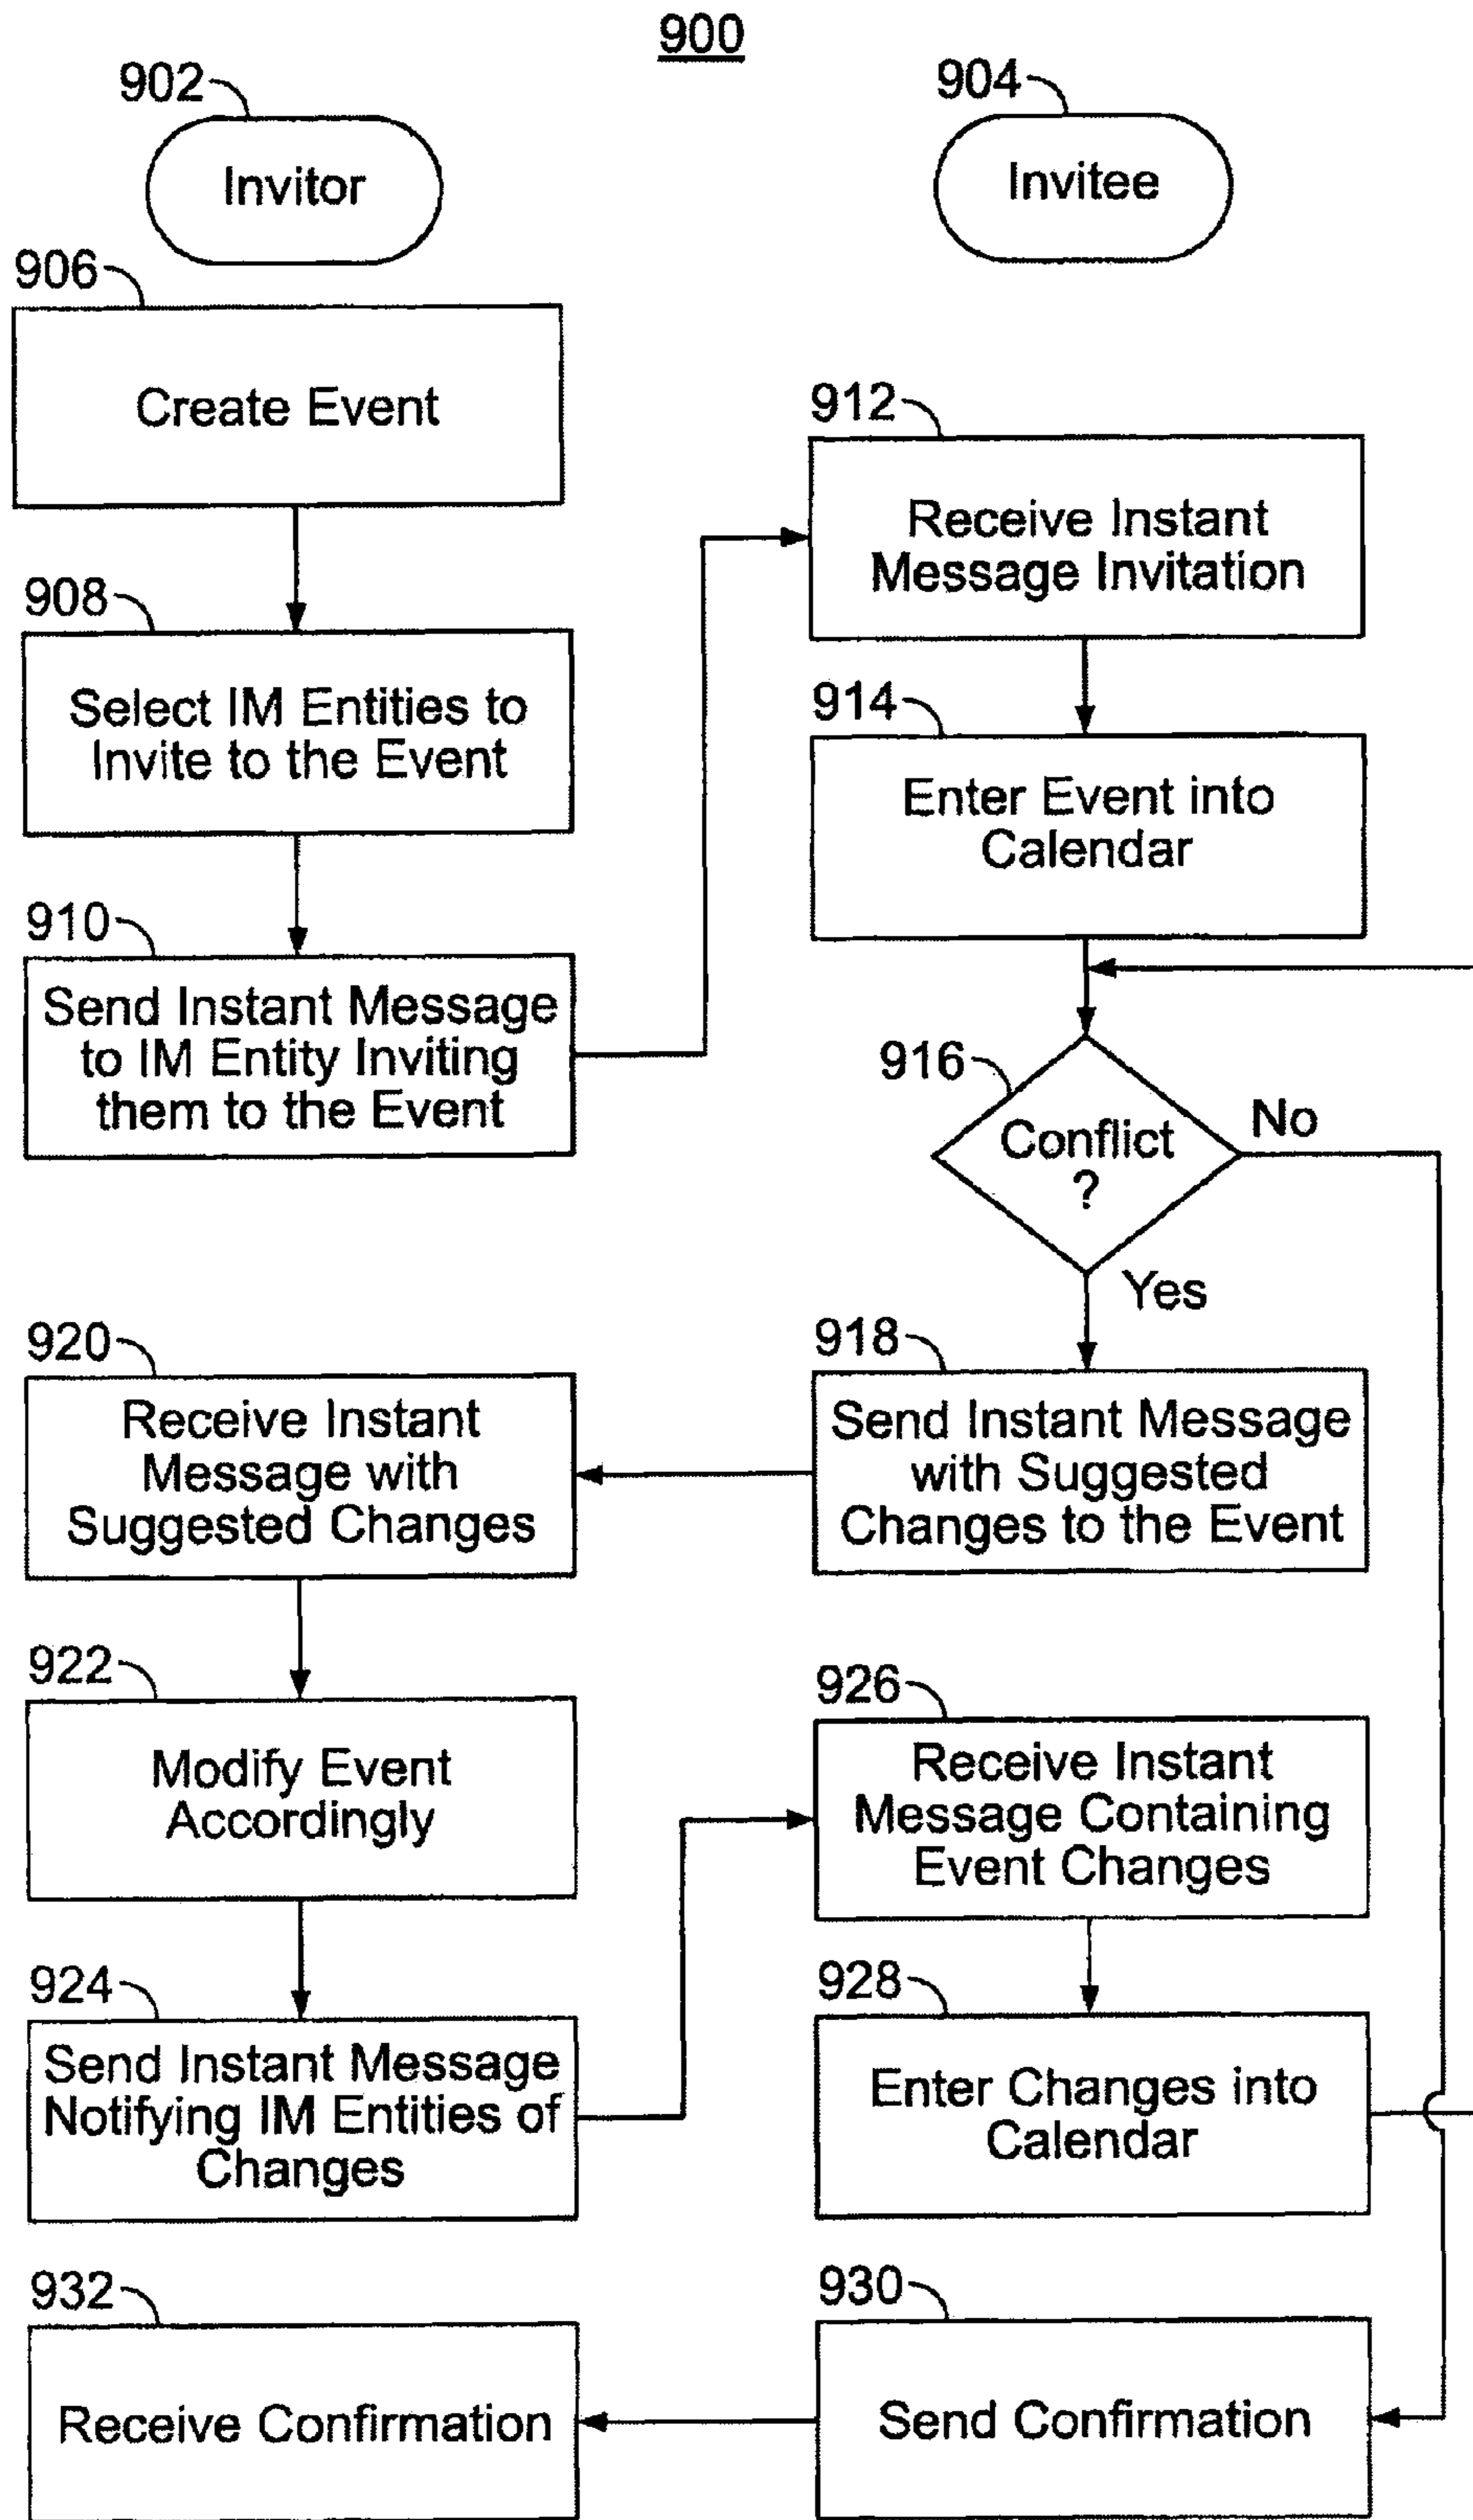 900
902
Invitor
904
Invitee
906
Create Event
908
Select IM Entities to
Invite to the Event
910
Send Instant Message
to IM Entity Inviting
them to the Event
912
Receive Instant
Message Invitation
914
Enter Event into
Calendar
916
Conflict
?
No
Yes
918
Send Instant Message
with Suggested
Changes to the Event
920
Receive Instant
Message with
Suggested Changes
922
Modify Event
Accordingly
924
Send Instant Message
Notifying IM Entities of
Changes
926
Receive Instant
Message Containing
Event Changes
928
Enter Changes into
Calendar
930
Send Confirmation
932
Receive Confirmation